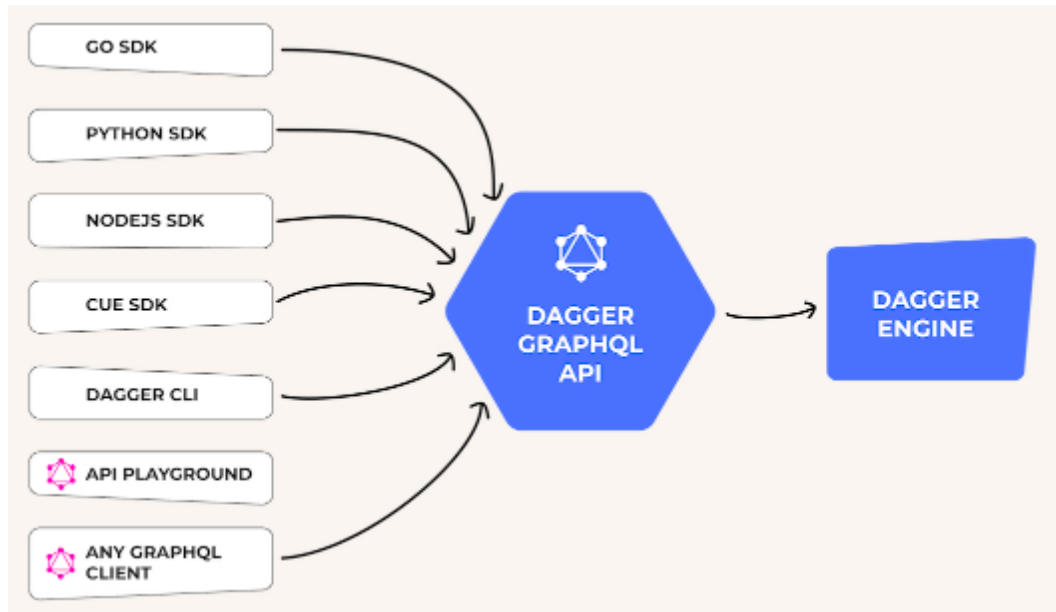 GO SDK
PYTHON SDK
NODEJS SDK
CUE SDK
DAGGER CLI
API PLAYGROUND
ANY GRAPHQL
CLIENT
DAGGER
GRAPHQL
API
DAGGER
ENGINE